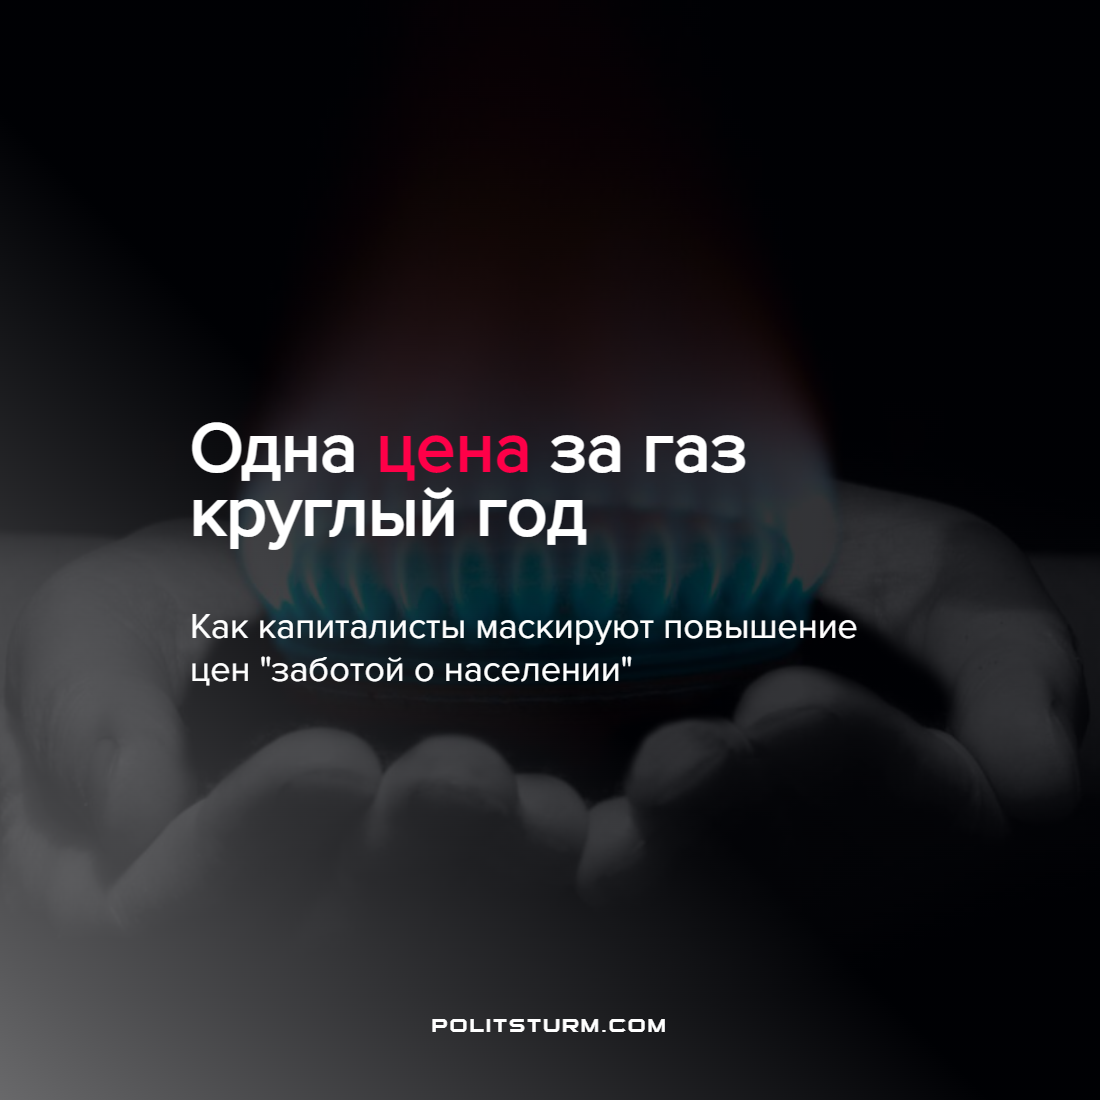 Одна цена за газ
круглый год
Как капиталисты маскируют повышение
цен "заботой о населении"
POLITSTURM.COM